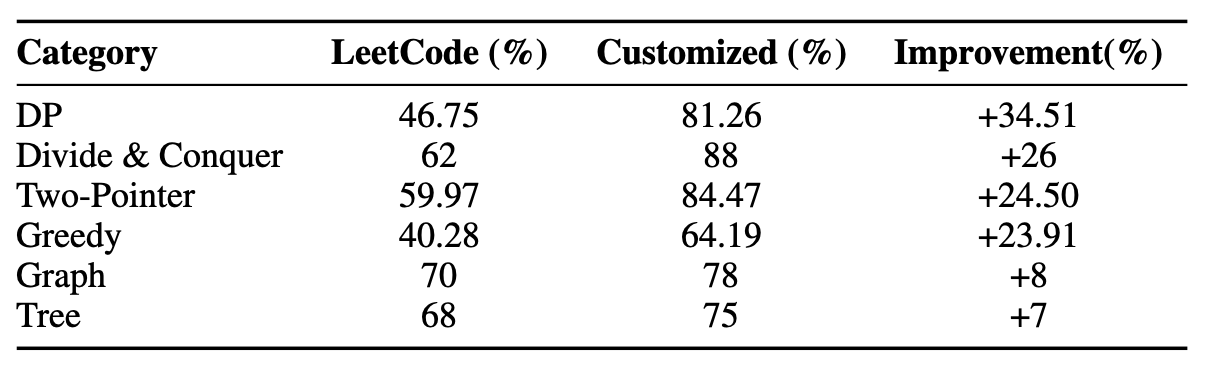 Category LeetCode (%) Customized (%) Improvement(%)
DP 46.75 81.26 +34.51
Divide & Conquer 62 88 +26
Two-Pointer 59.97 84.47 +24.50
Greedy 40.28 64.19 +23.91
Graph 70 78 +8
Tree 68 75 +7